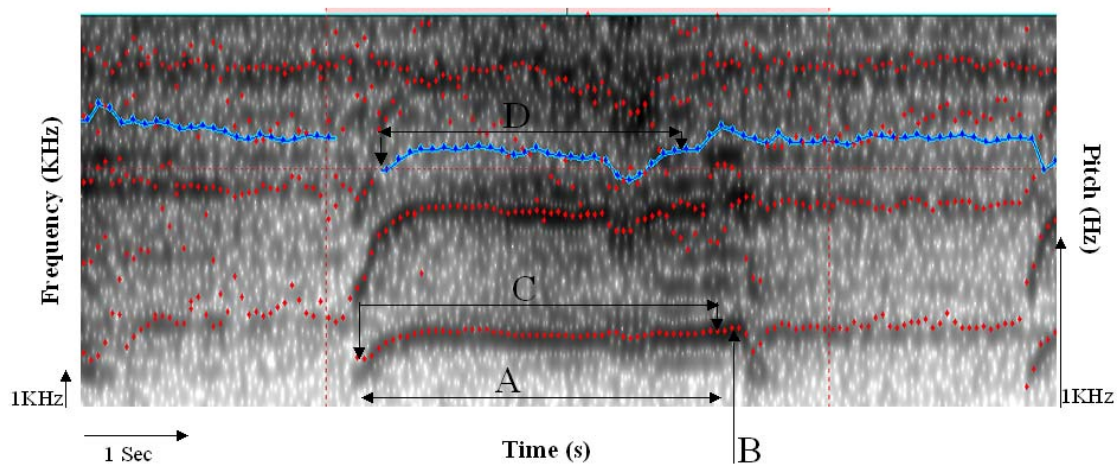 D
Frequency (KHz)
Pitch (Hz)
C
A
1KHz
1KHz
1 Sec
Time (s)
B